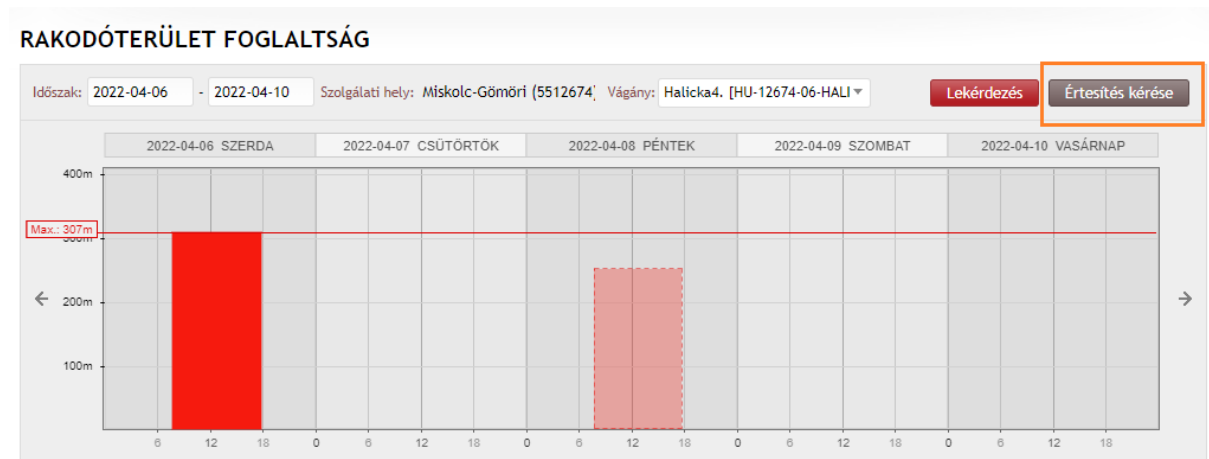 RAKODÓTERÜLET FOGLALTSÁG
Időszak: 2022-04-06 - 2022-04-10 Szolgálati hely: Miskolc-Gömöri (5512674) Vágány: Halicka4. [HU-12674-06-HALI Lekérdezés Értesítés kérése
2022-04-06 SZERDA 2022-04-07 CSÜTÖRTÖK 2022-04-08 PÉNTEK 2022-04-09 SZOMBAT 2022-04-10 VASÁRNAP
400m
Max.: 307m
300m
200m
100m
6 12 18 0 6 12 18 0 6 12 18 0 6 12 18 0 6 12 18